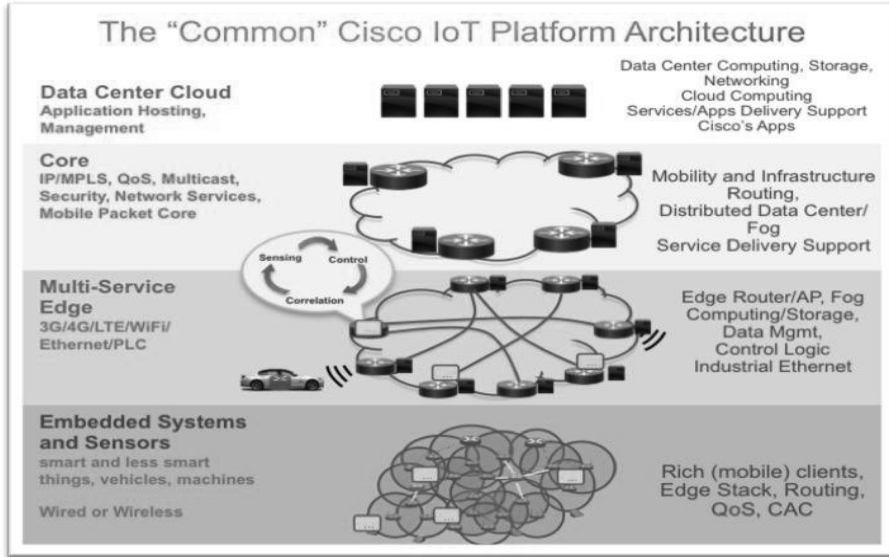 The “Common” Cisco IoT Platform Architecture
Data Center Cloud
Application Hosting,
Management
Data Center Computing, Storage,
Networking
Cloud Computing
Services/Apps Delivery Support
Cisco's Apps
Core
IP/MPLS, QoS, Multicast,
Security, Network Services,
Mobile Packet Core
Mobility and Infrastructure
Routing,
Distributed Data Center/
Fog
Service Delivery Support
Sensing
Control
Correlation
Multi-Service
Edge
3G/4G/LTE/WiFi/
Ethernet/PLC
Edge Router/AP, Fog
Computing/Storage,
Data Mgmt,
Control Logic
Industrial Ethernet
Embedded Systems
and Sensors
smart and less smart
things, vehicles, machines
Wired or Wireless
Rich (mobile) clients,
Edge Stack, Routing,
QoS, CAC